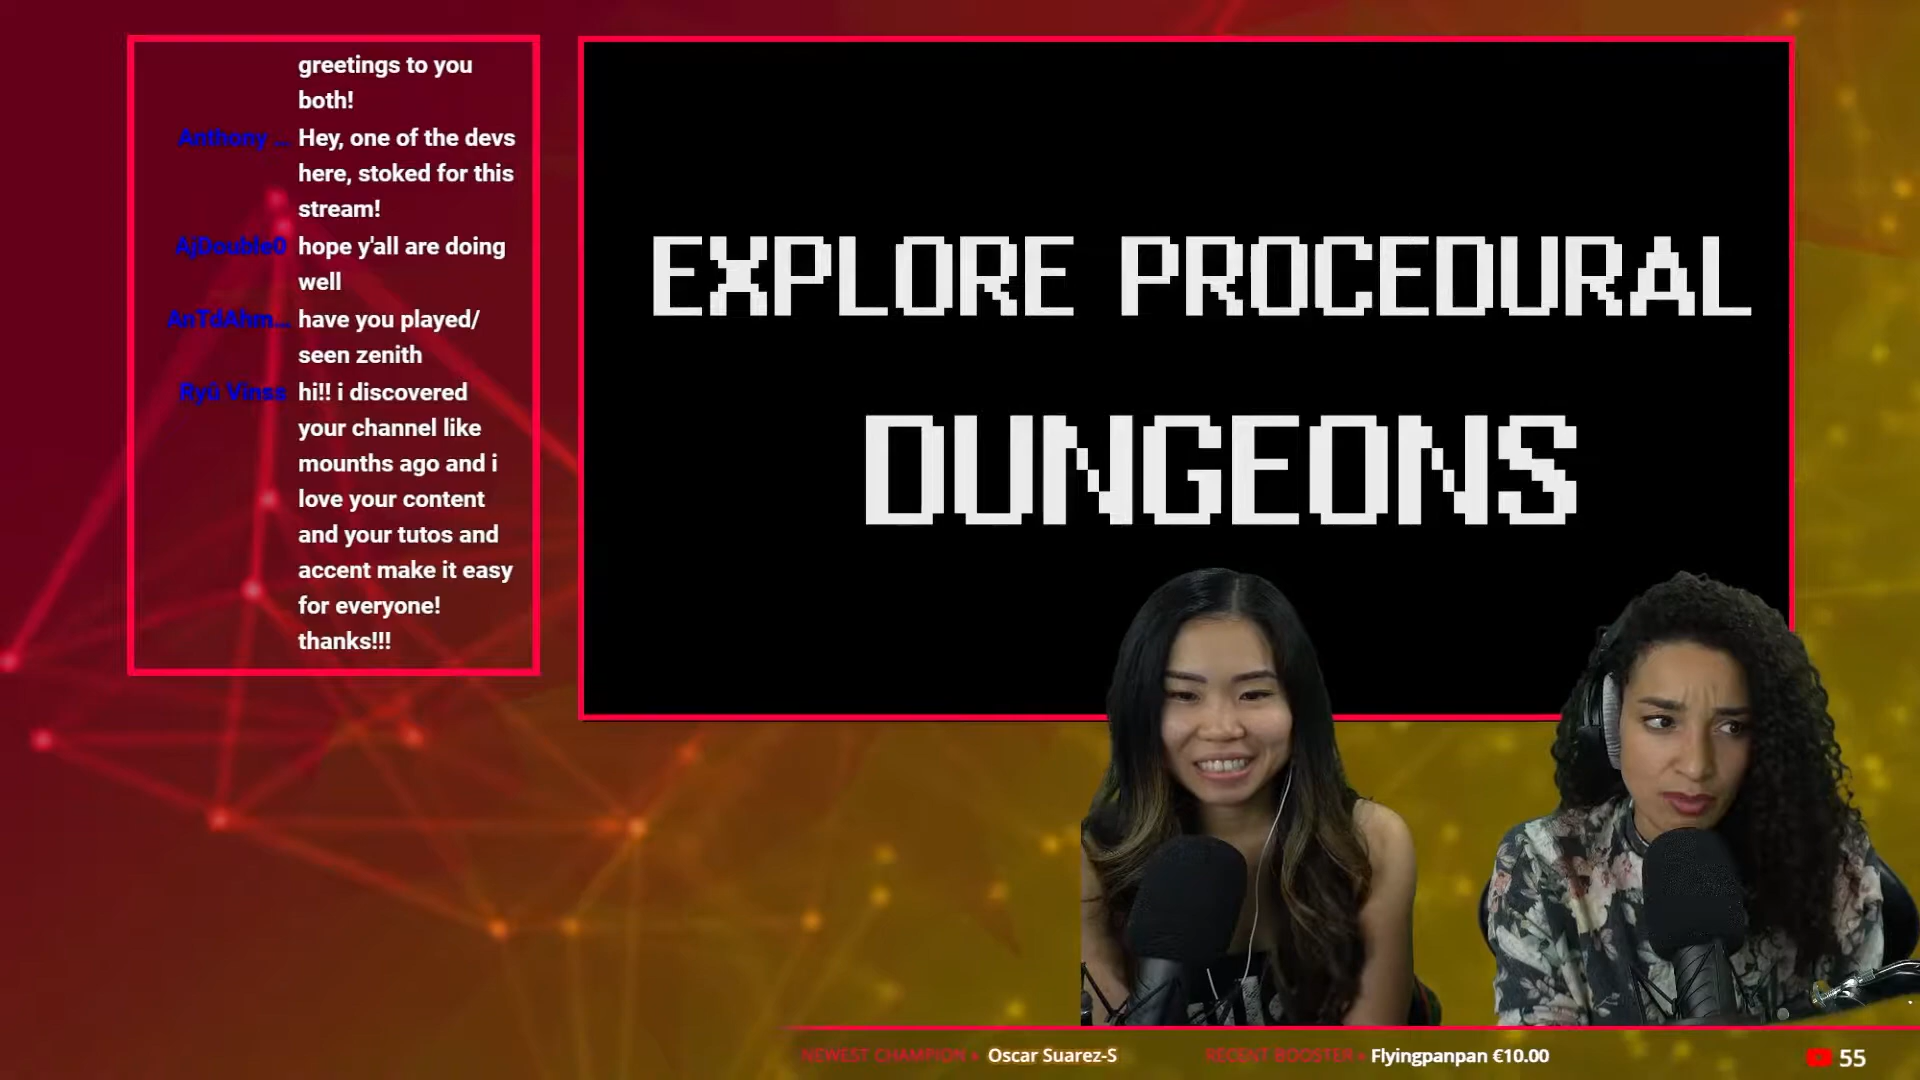 greetings to you
both!
Anthony ... Hey, one of the devs
here, stoked for this
stream!
AjDouble0 hope y'all are doing
well
AnTdAhm... have you played/
seen zenith
Ryū Vinss hi!! i discovered
your channel like
mounths ago and i
love your content
and your tutos and
accent make it easy
for everyone!
thanks!!!
EXPLORE PROCEDURAL
DUNGEONS
NEWEST CHAMPION • Oscar Suarez-S
RECENT BOOSTER • Flyingpanpan €10.00
55